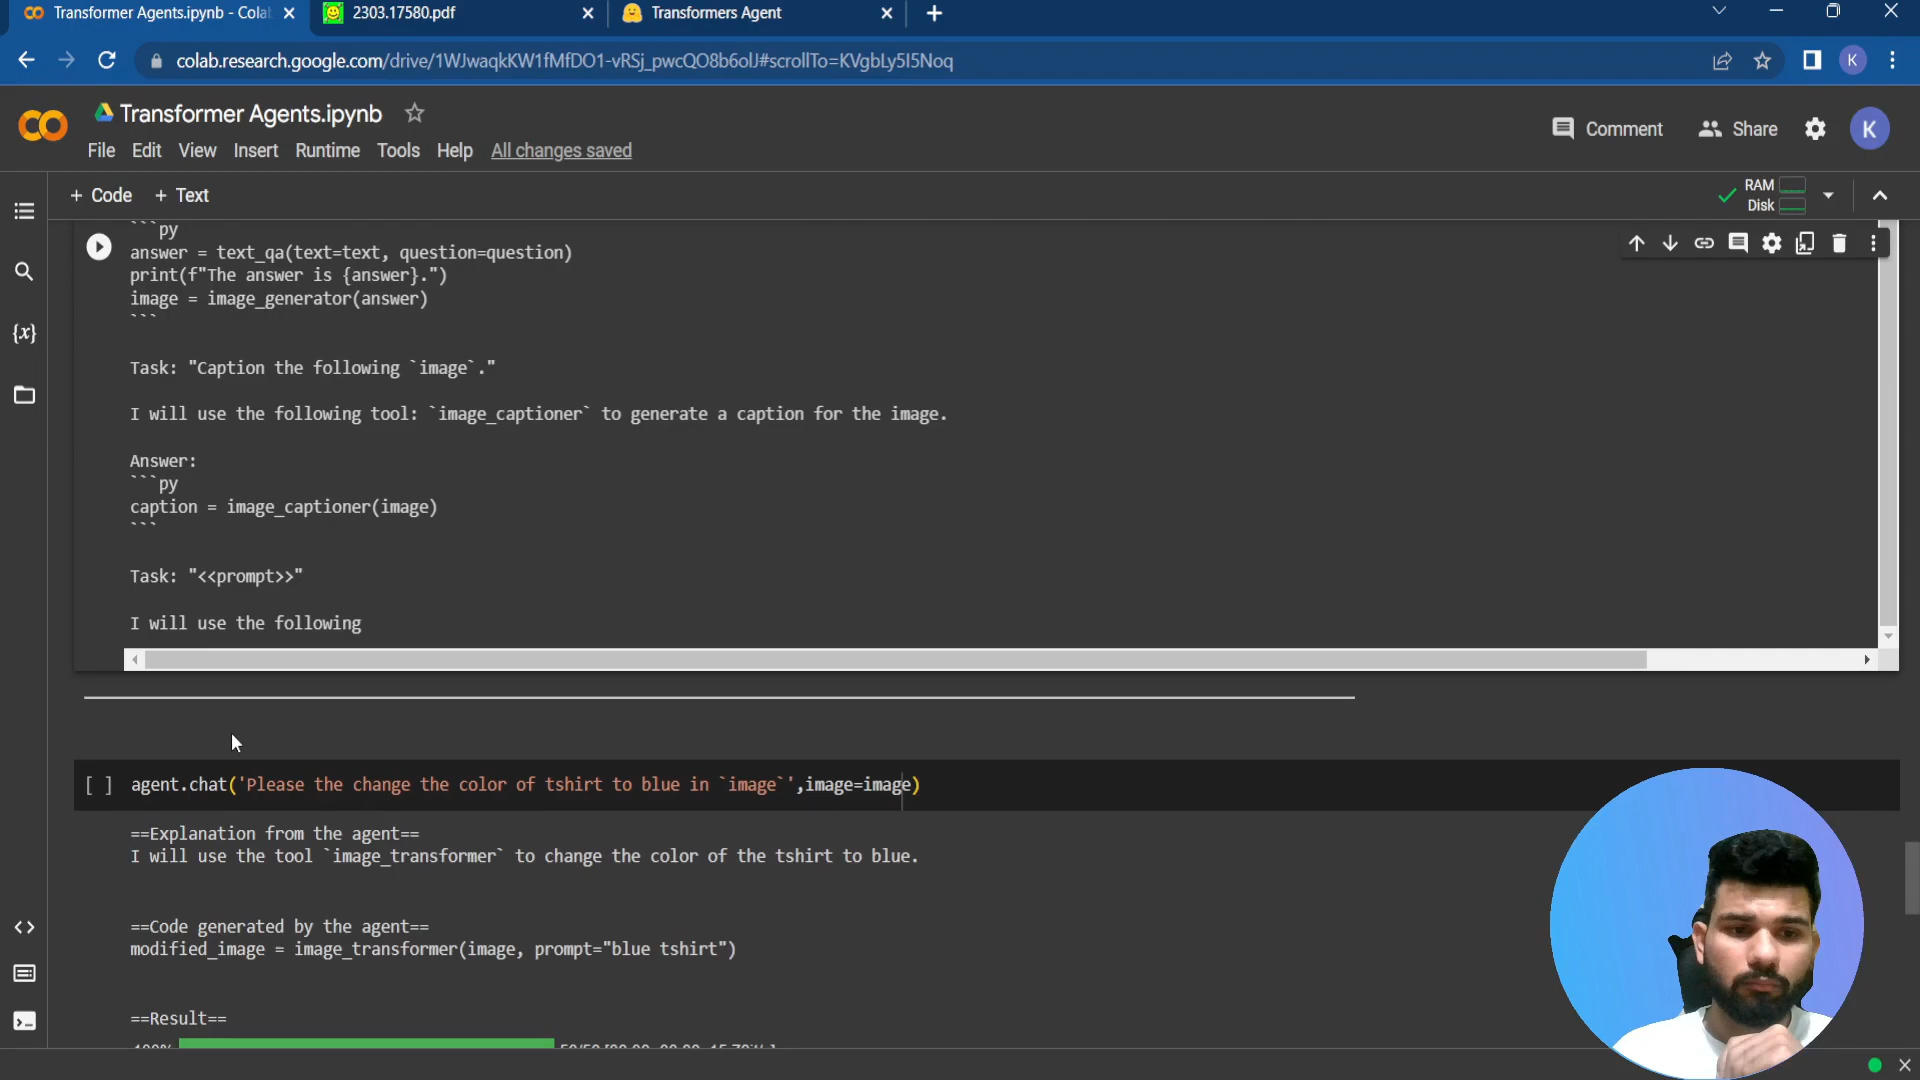 Transformer Agents.ipynb - Cola
2303.17580.pdf
Transformers Agent
colab.research.google.com/drive/1WJwaqkKW1fMfDO1-vRSj_pwcQO8b6olJ#scrollTo=KVgbLy5I5Noq
K
Transformer Agents.ipynb
Comment
Share
K
File Edit View Insert Runtime Tools Help All changes saved
+ Code + Text
RAM
Disk
```py
answer = text_qa(text=text, question=question)
print(f"The answer is {answer}.")
image = image_generator(answer)
```
Task: "Caption the following `image`."
I will use the following tool: `image_captioner` to generate a caption for the image.
Answer:
```py
caption = image_captioner(image)
```
Task: "<<prompt>>"
I will use the following
[ ] agent.chat('Please the change the color of tshirt to blue in `image`',image=image)
==Explanation from the agent==
I will use the tool `image_transformer` to change the color of the tshirt to blue.
==Code generated by the agent==
modified_image = image_transformer(image, prompt="blue tshirt")
==Result==